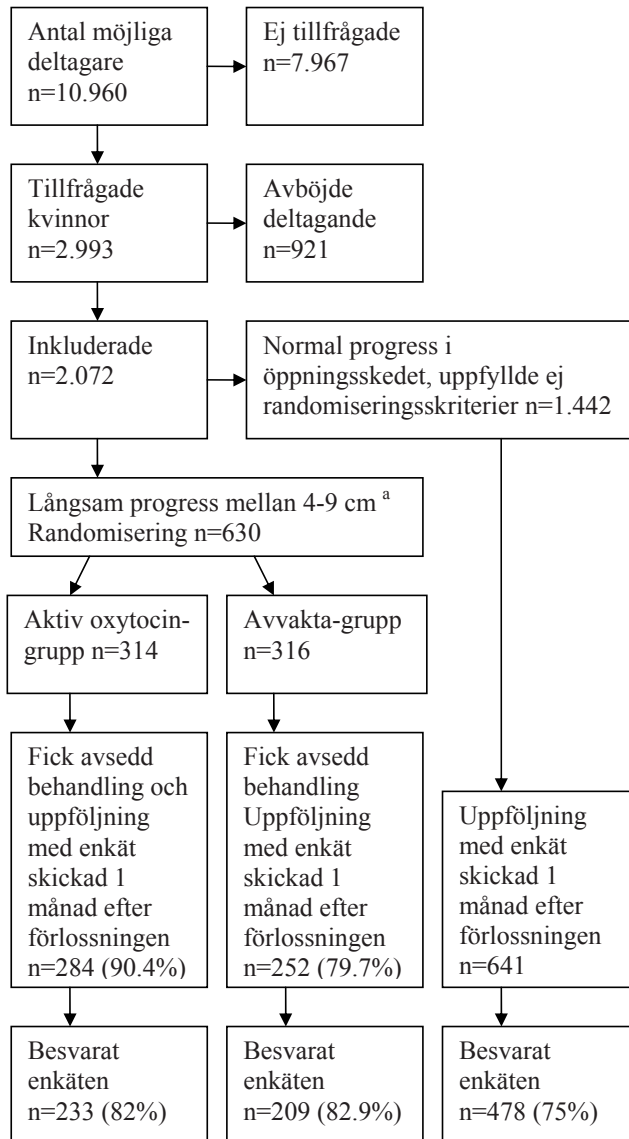 Antal möjliga
deltagare
n=10.960
Ej tillfrågade
n=7.967
Tillfrågade
kvinnor
n=2.993
Avböjde
deltagande
n=921
Inkluderade
n=2.072
Normal progress i
öppningsskedet, uppfyllde ej
randomiseringsskriterier n=1.442
Långsam progress mellan 4-9 cm a
Randomisering n=630
Aktiv oxytocin-
grupp n=314
Avvakta-grupp
n=316
Fick avsedd
behandling och
uppföljning
med enkät
skickad 1
månad efter
förlossningen
n=284 (90.4%)
Fick avsedd
behandling
Uppföljning
med enkät
skickad 1
månad efter
förlossningen
n=252 (79.7%)
Uppföljning
med enkät
skickad 1
månad efter
förlossningen
n=641
Besvarat
enkäten
n=233 (82%)
Besvarat
enkäten
n=209 (82.9%)
Besvarat
enkäten
n=478 (75%)